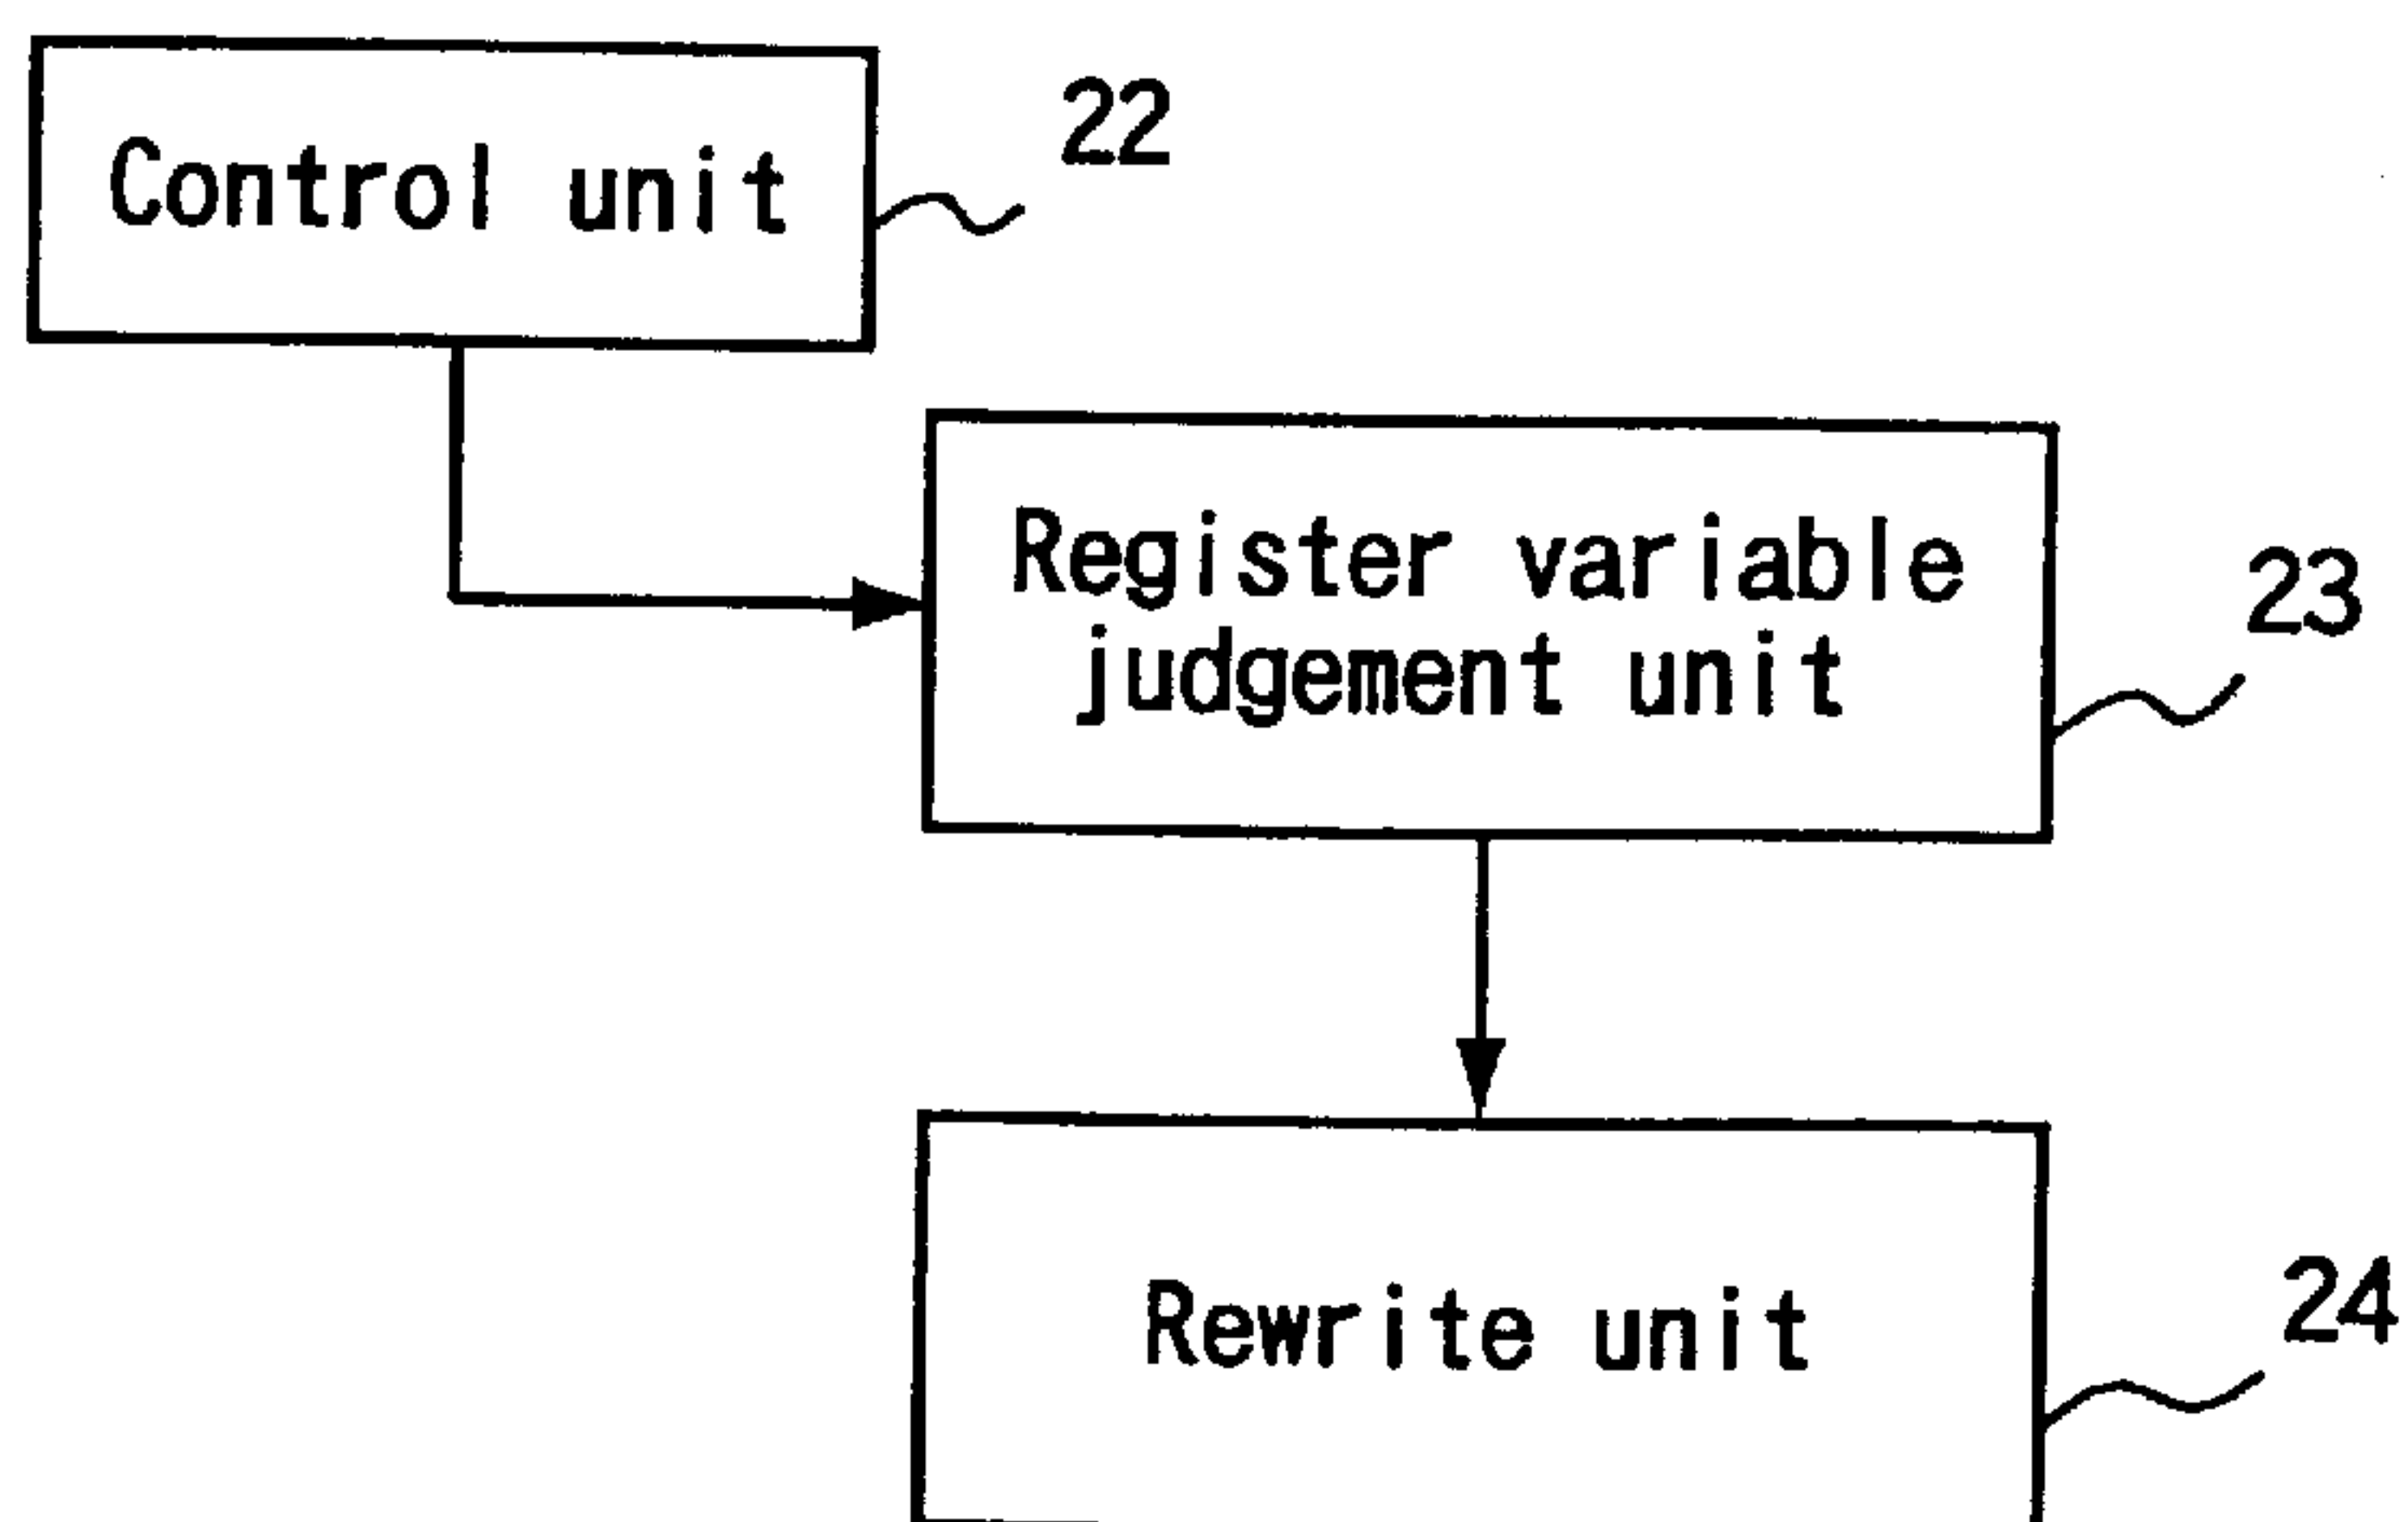 Control unit
22
Register variable
judgement unit
23
Rewrite unit
24